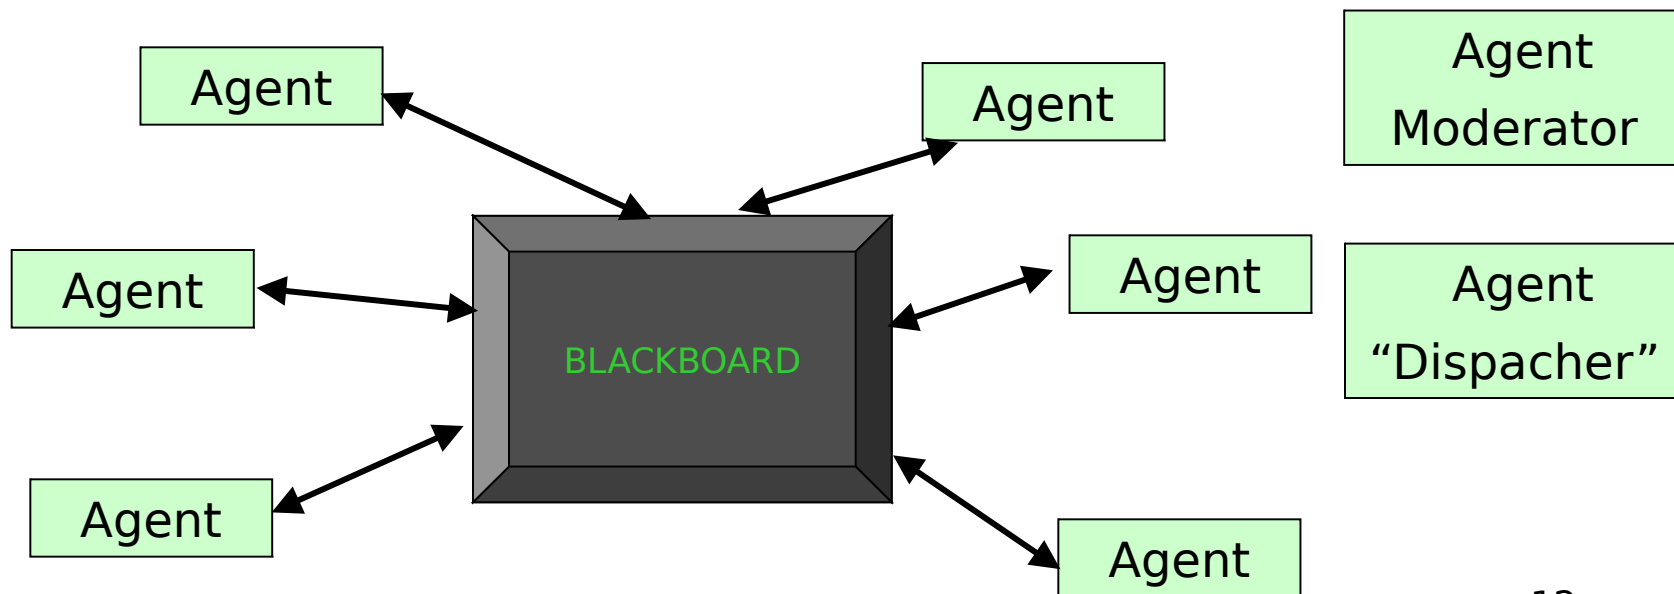 Agent
Moderator
Agent
Agent
Agent
Agent
Agent
“Dispacher”
BLACKBOARD
Agent
Agent